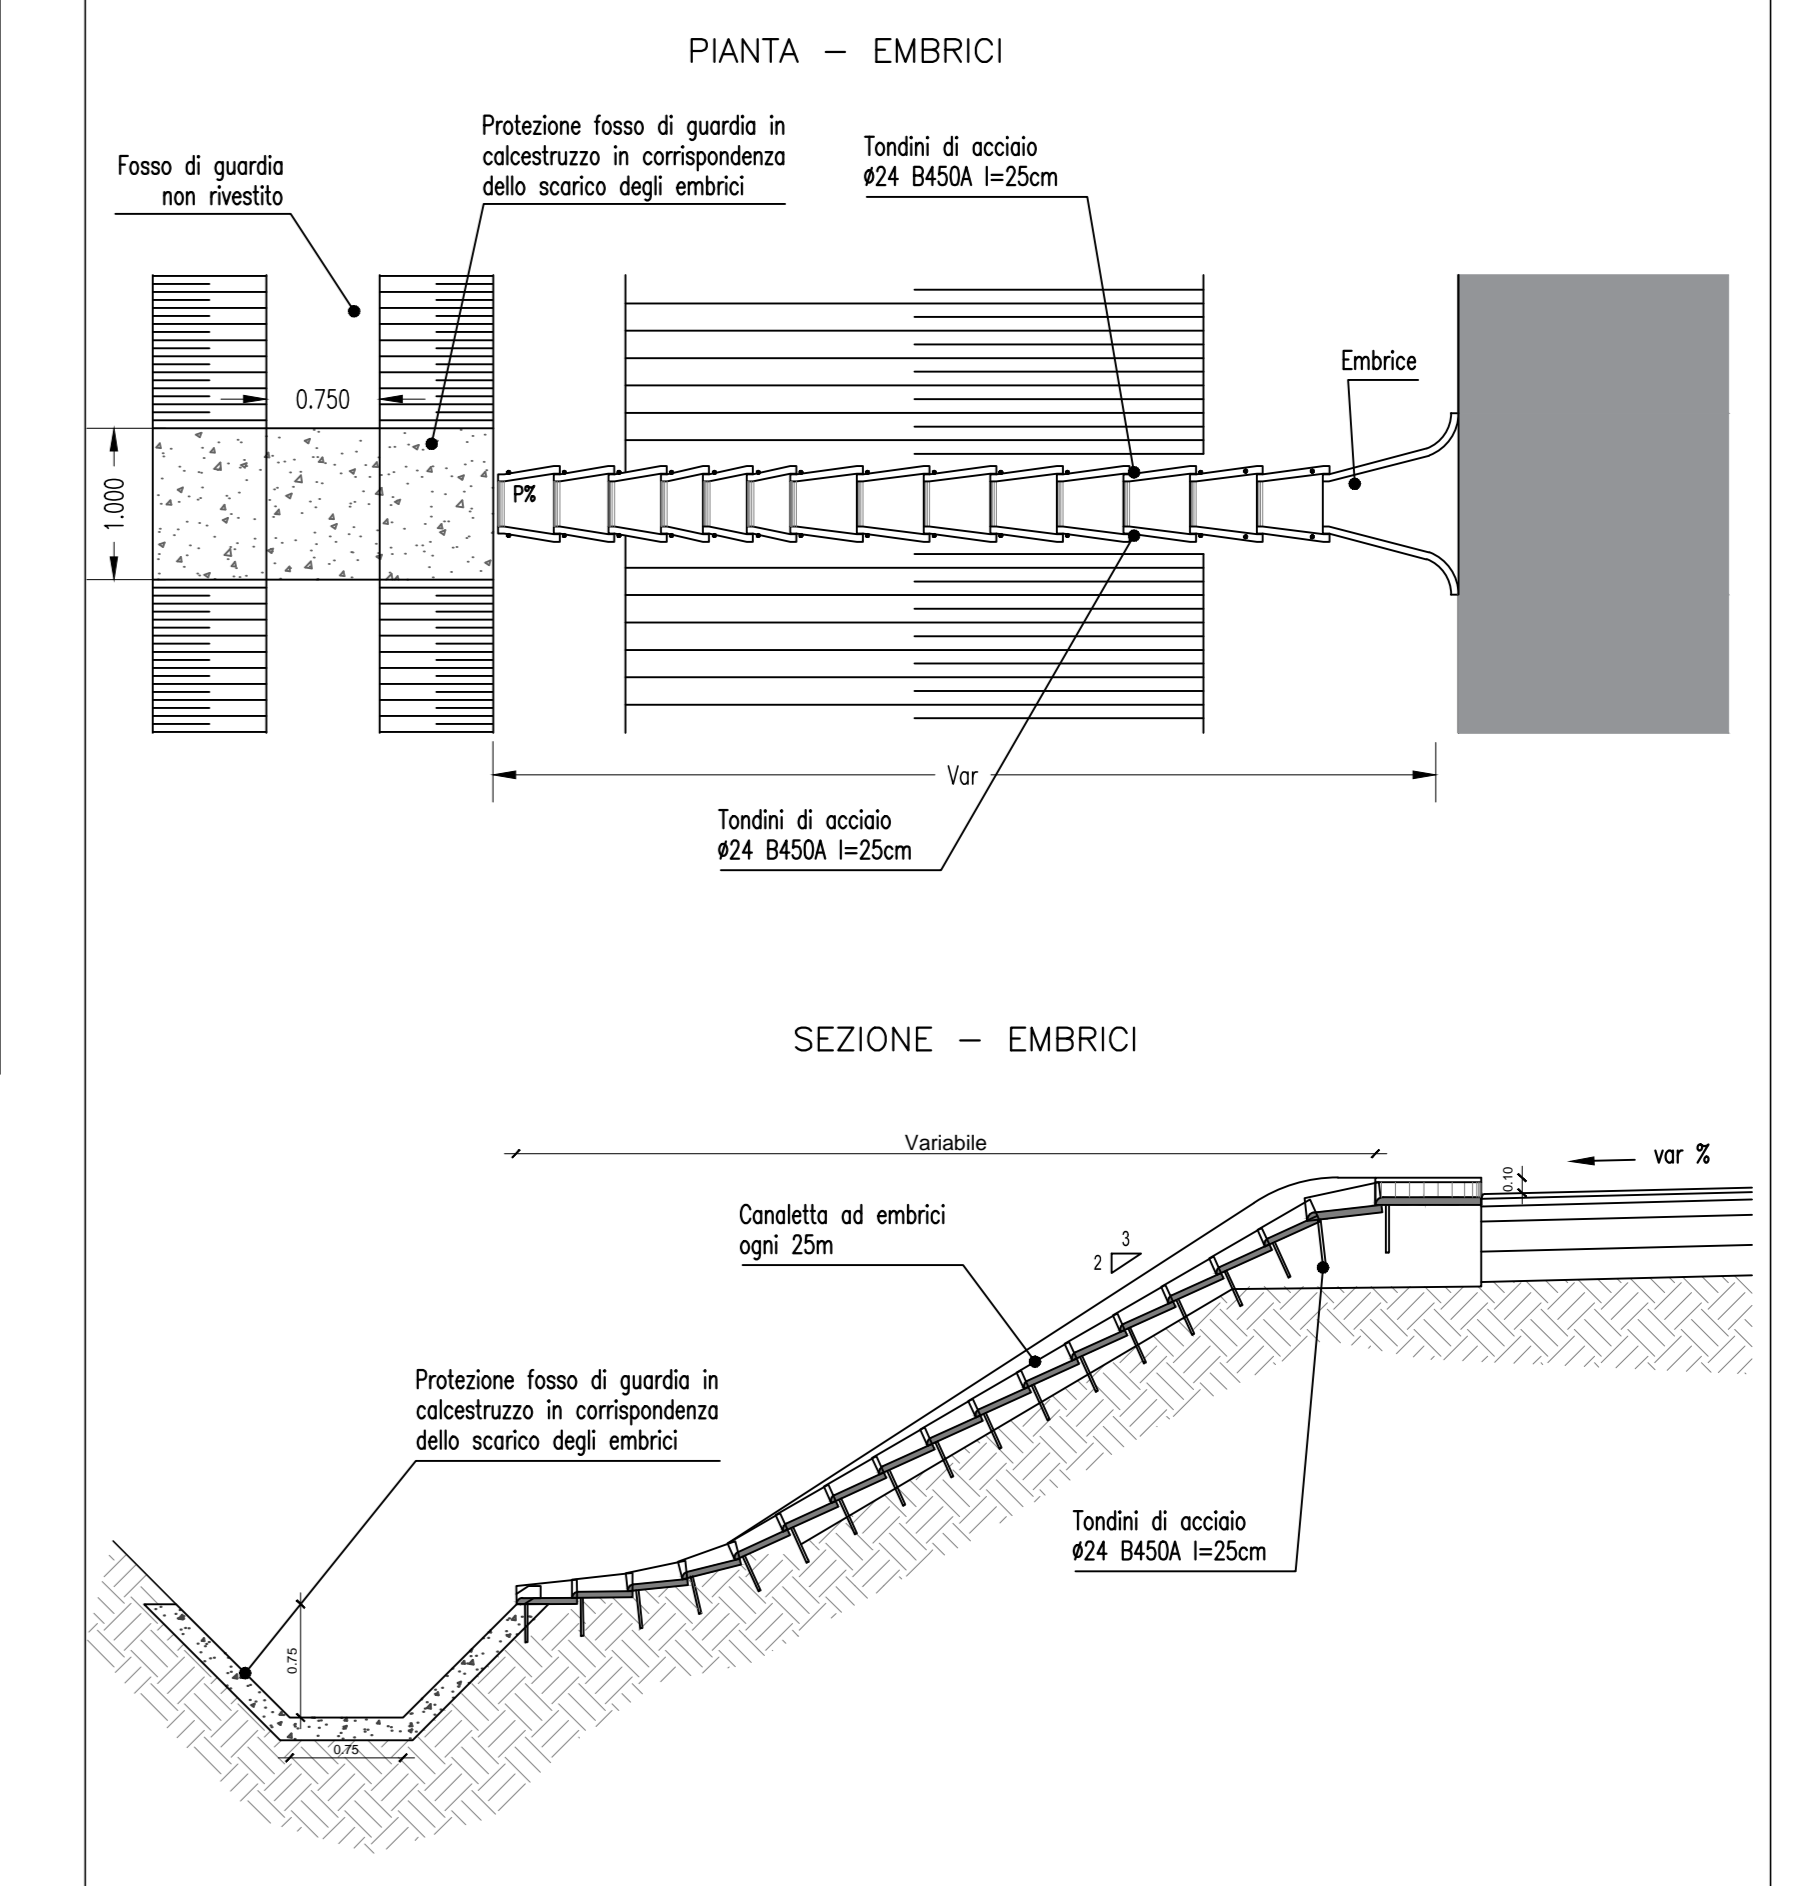 PIANTA – EMBRICI
Protezione fosso di guardia in
calcestruzzo in corrispondenza
dello scarico degli embrici
Tondini di acciaio
ø24 B450A l=25cm
Fosso di guardia
non rivestito
Embrice
0.750
1.000
P%
Var
Tondini di acciaio
ø24 B450A l=25cm
SEZIONE – EMBRICI
Variabile
var %
0.10
Canaletta ad embrici
ogni 25m
3
2
Protezione fosso di guardia in
calcestruzzo in corrispondenza
dello scarico degli embrici
Tondini di acciaio
ø24 B450A l=25cm
0.75
0.75